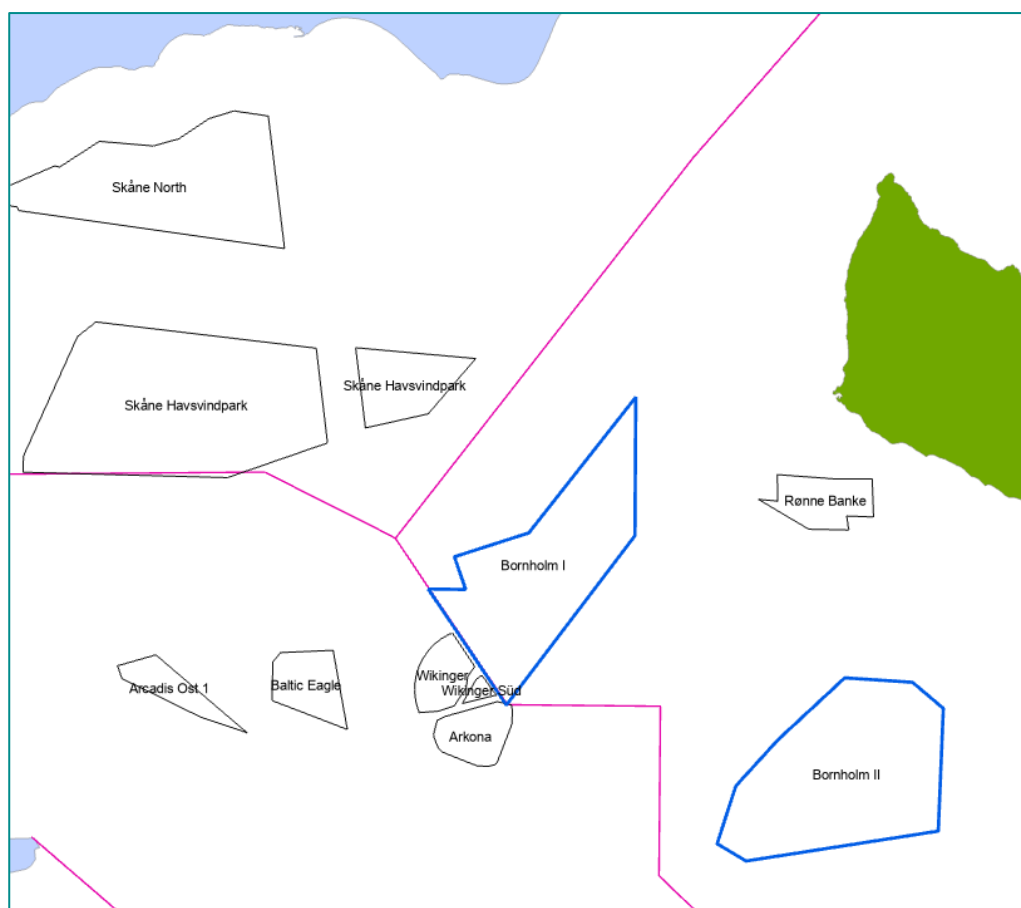 Skåne North
Skåne Havsvindpark
Skåne Havsvindpark
Rønne Banke
Bornholm I
Wikinger
Wikinger Süd
Arcadis Ost 1
Baltic Eagle
Arkona
Bornholm II